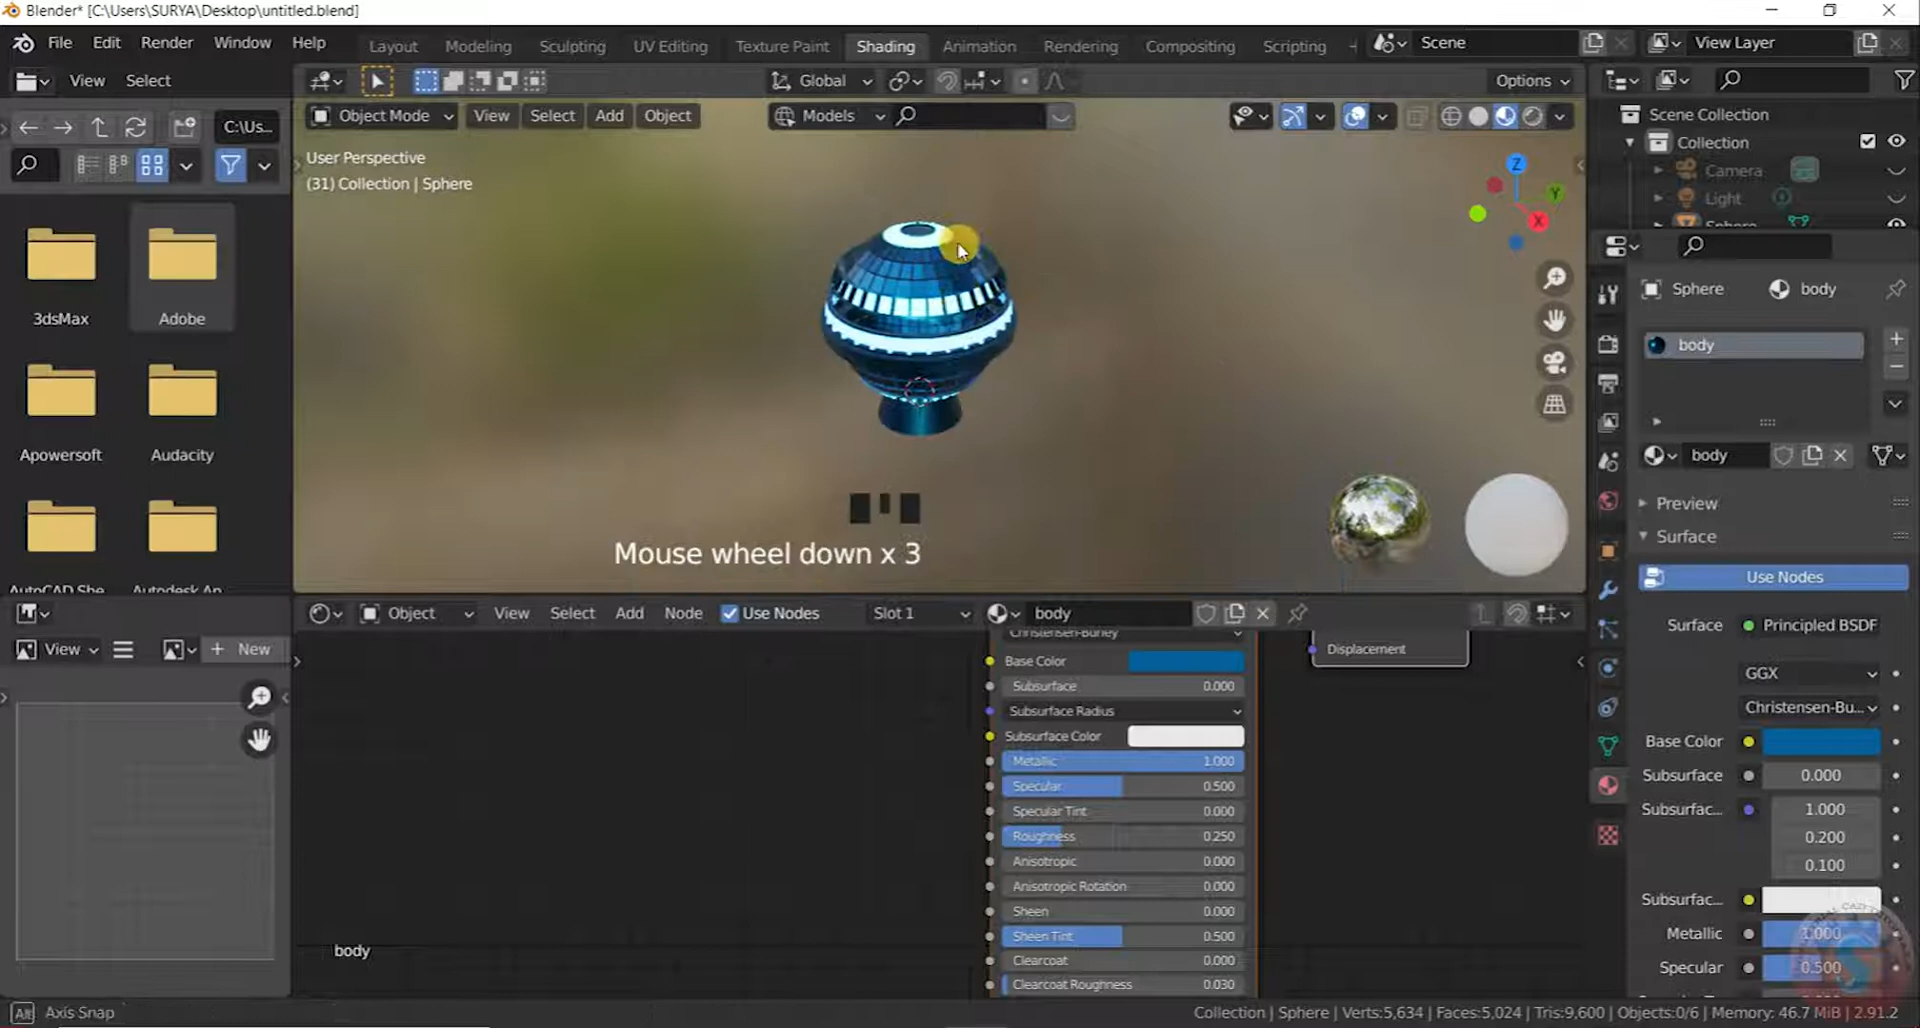 Blender* [C:\Users\SURYA\Desktop\untitled.blend]
File Edit Render Window Help Layout Modeling Sculpting UV Editing Texture Paint Shading Animation Rendering Compositing Scripting Scene View Layer
View Select Global Options
Object Mode View Select Add Object Models
C:\Us...
User Perspective
(31) Collection | Sphere
Scene Collection
Collection
Camera
Light
Sphere
Z
Y
X
3dsMax Adobe
Apowersoft Audacity
AutoCAD She Autodesk An
Mouse wheel down x 3
Sphere body
body
body
Preview
Surface
Use Nodes
Surface Principled BSDF
GGX
Christensen-Bu...
Base Color
Subsurface 0.000
Subsurfac... 1.000
0.200
0.100
Subsurfac...
Metallic 1.000
Specular 0.500
Object View Select Add Node Use Nodes Slot 1 body
View New
Christensen-Burley
Base Color
Subsurface 0.000
Subsurface Radius
Subsurface Color
Metallic 1.000
Specular 0.500
Specular Tint 0.000
Roughness 0.250
Anisotropic 0.000
Anisotropic Rotation 0.000
Sheen 0.000
Sheen Tint 0.500
Clearcoat 0.000
Clearcoat Roughness 0.030
Displacement
body
Alt Axis Snap
Collection | Sphere | Verts:5,634 | Faces:5,024 | Tris:9,600 | Objects:0/6 | Memory: 46.7 MiB | 2.91.2